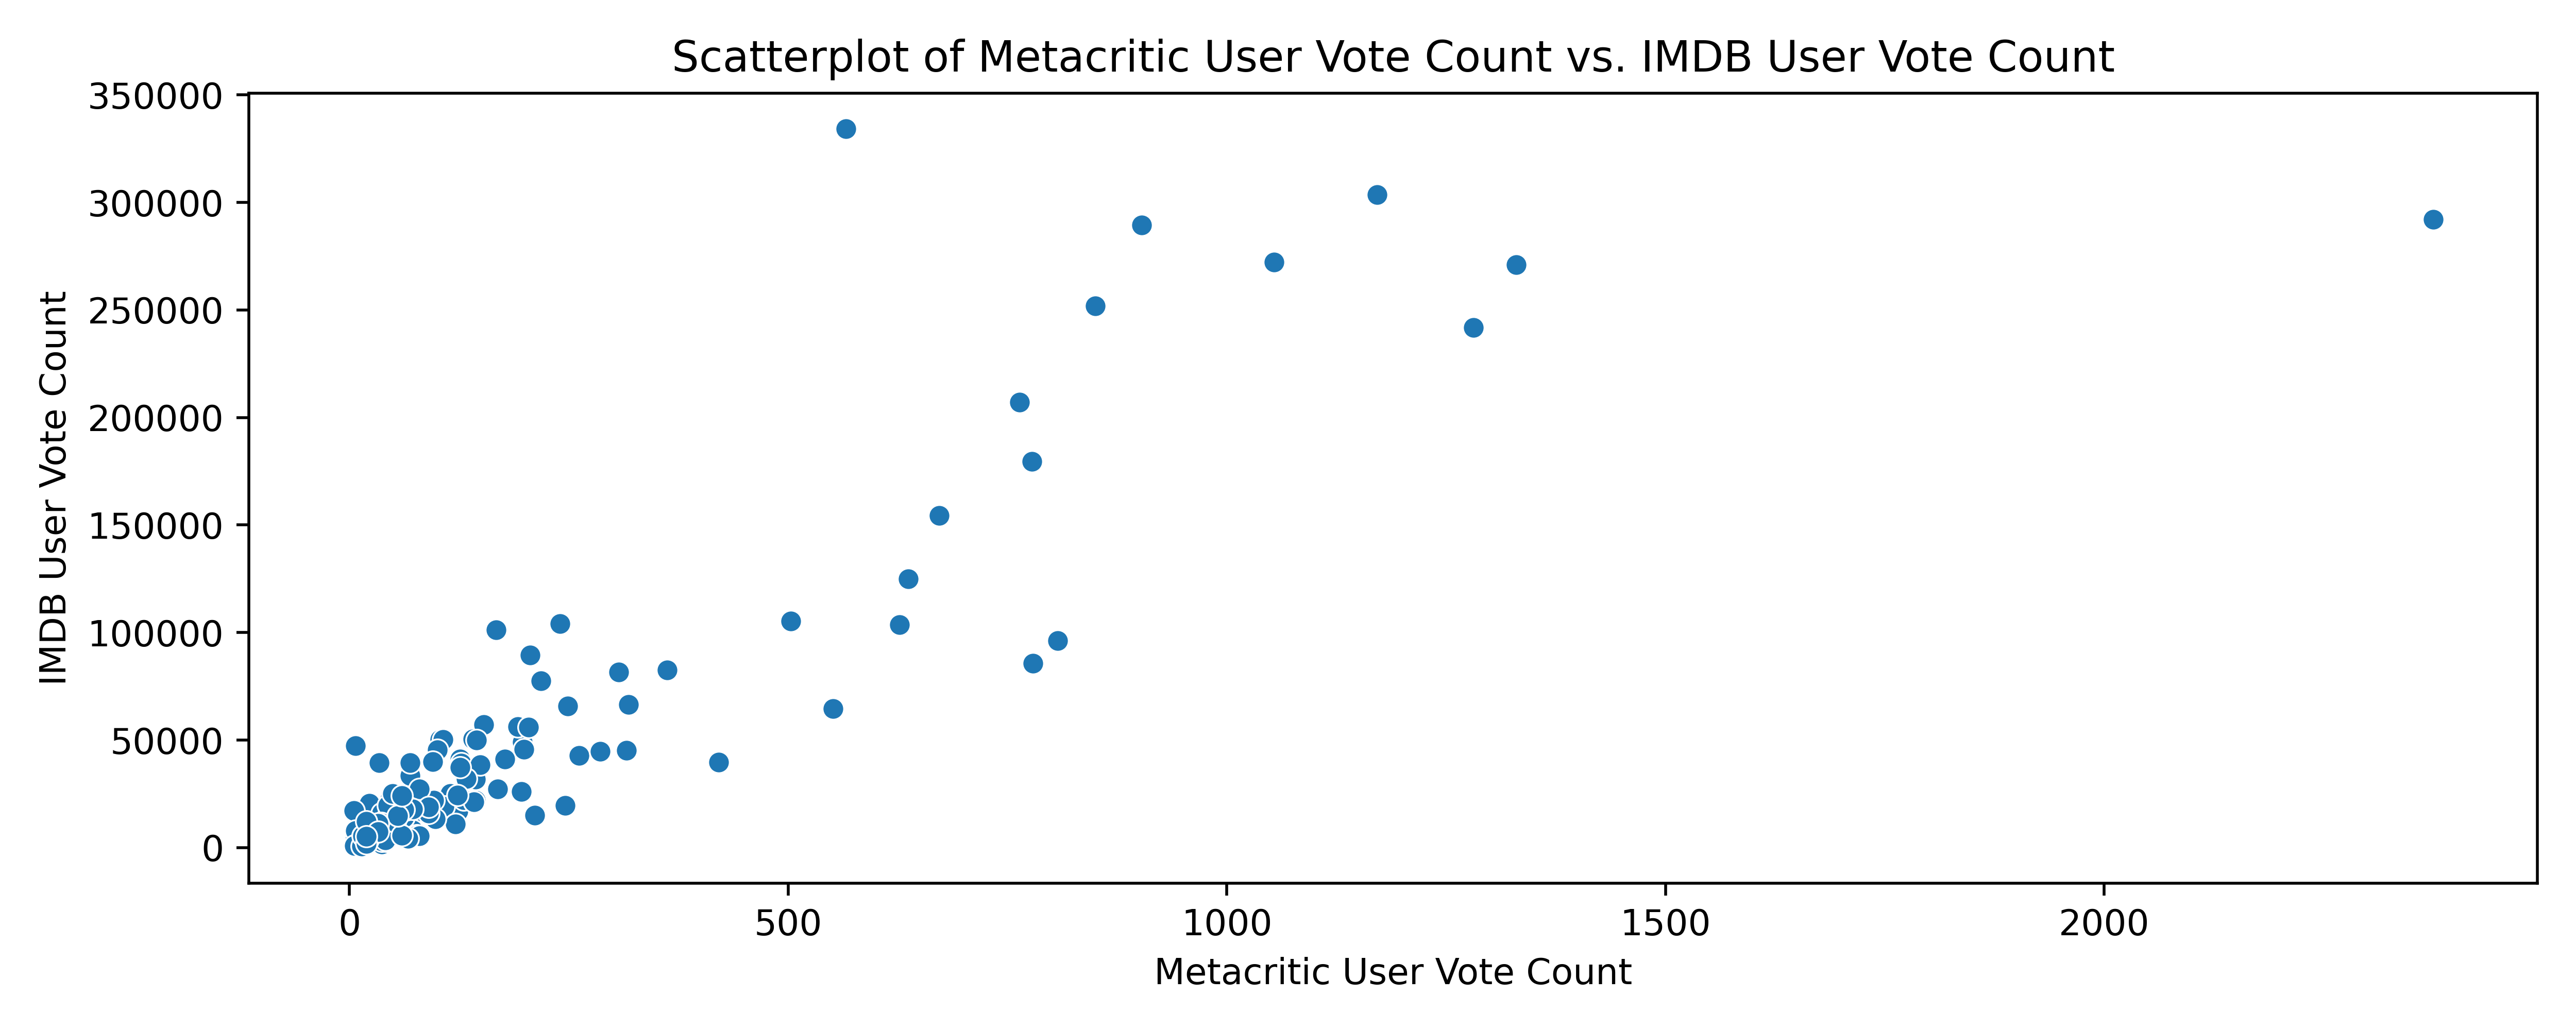 Scatterplot of Metacritic User Vote Count vs. IMDB User Vote Count
350000
300000
250000
200000
150000
100000
50000
0
IMDB User Vote Count
0 500 1000 1500 2000
Metacritic User Vote Count